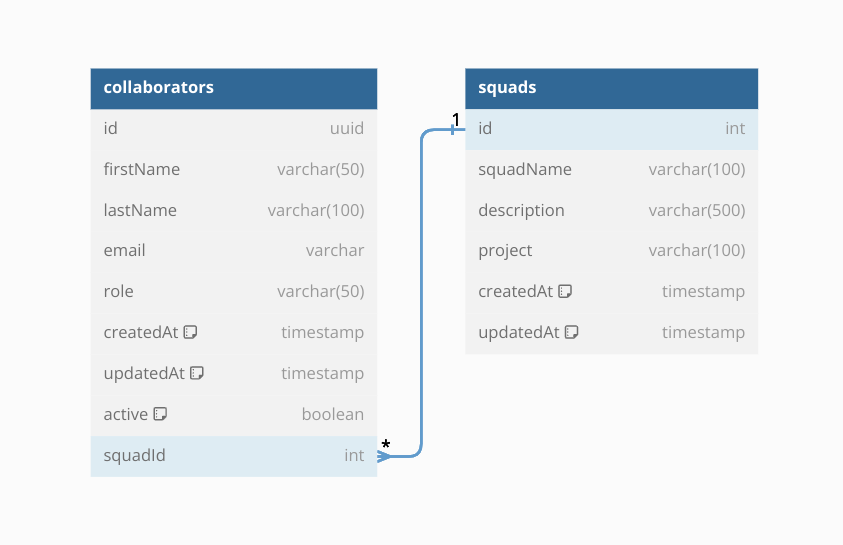 collaborators
id uuid
firstName varchar(50)
lastName varchar(100)
email varchar
role varchar(50)
createdAt timestamp
updatedAt timestamp
active boolean
squadId int
*
1
squads
id int
squadName varchar(100)
description varchar(500)
project varchar(100)
createdAt timestamp
updatedAt timestamp